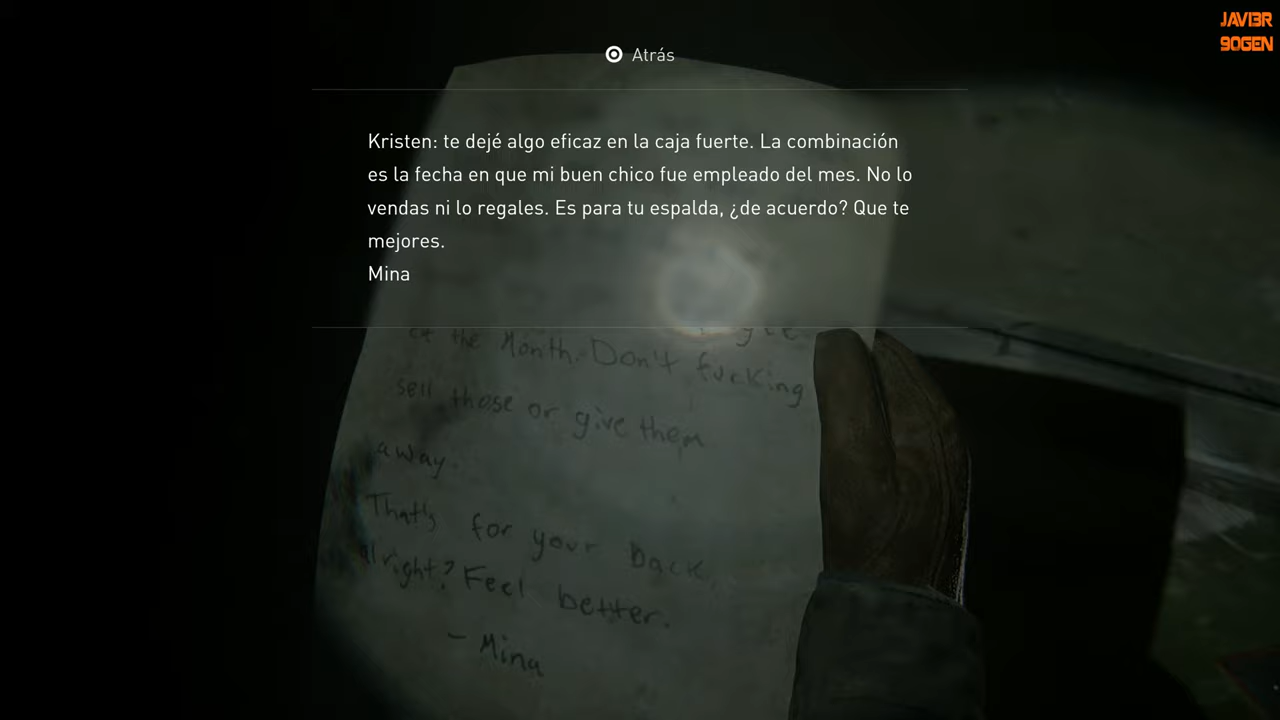 JAVI3R
90GEN
Atrás
Kristen: te dejé algo eficaz en la caja fuerte. La combinación
es la fecha en que mi buen chico fue empleado del mes. No lo
vendas ni lo regales. Es para tu espalda, ¿de acuerdo? Que te
mejores.
Mina
of the Month. Don't fucking
sell those or give them
away.
That's for your back
alright? Feel better.
- Mina